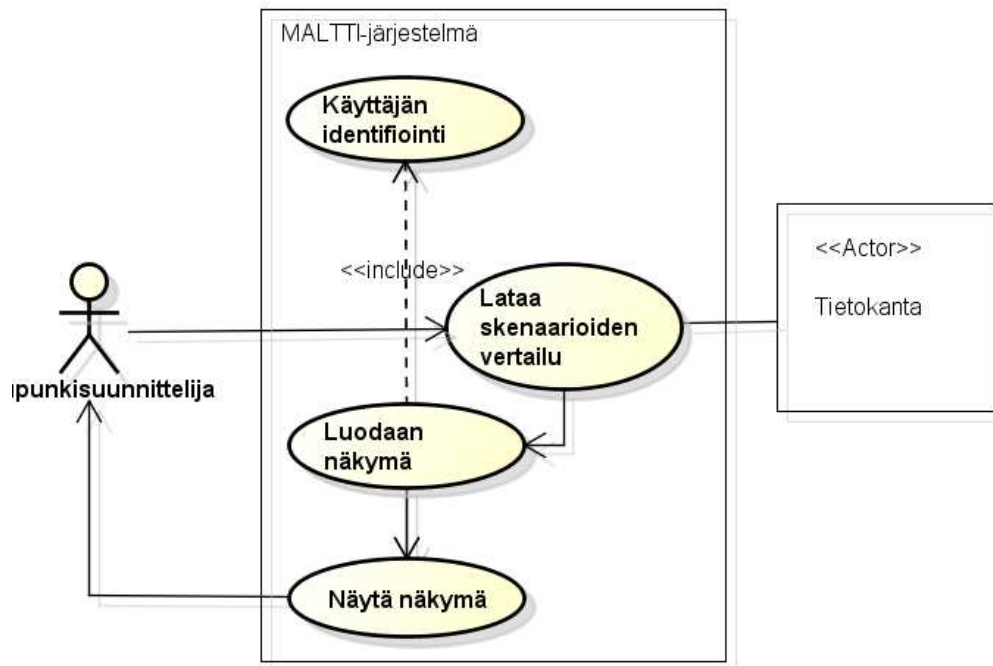 MALTTI-järjestelmä
Käyttäjän
identifiointi
<<include>>
Lataa
skenaarioiden
vertailu
<<Actor>>
Tietokanta
upunkisuunnittelija
Luodaan
näkymä
Näytä näkymä